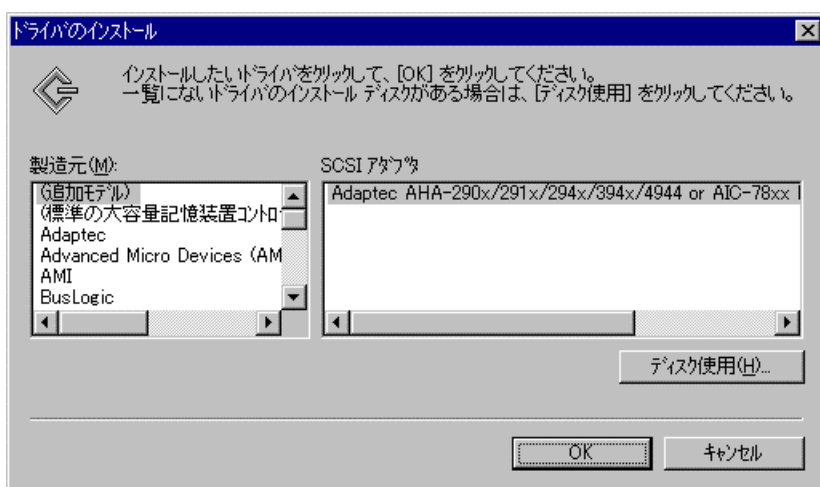 ドライバのインストール
インストールしたいドライバをクリックして、[OK] をクリックしてください。
一覧にないドライバのインストール ディスクがある場合は、[ディスク使用] をクリックしてください。
製造元(M):
(追加モデル)
(標準の大容量記憶装置コントロ
Adaptec
Advanced Micro Devices (AM
AMI
BusLogic
SCSI アダプタ
Adaptec AHA-290x/291x/294x/394x/4944 or AIC-78xx
ディスク使用(H)...
OK
キャンセル